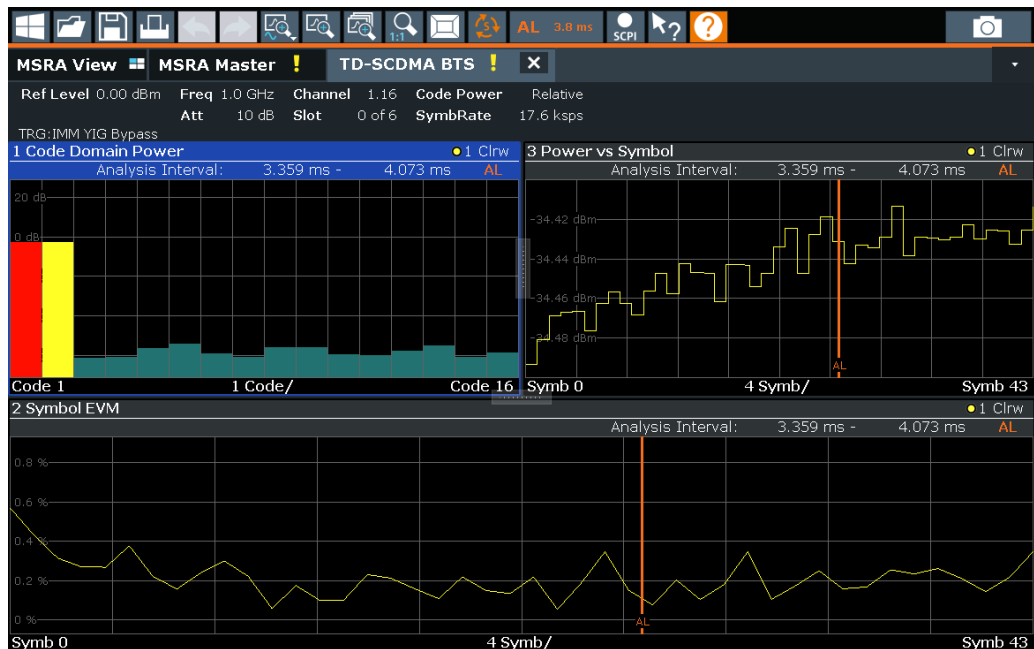 1:1 S AL 3.8 ms SCPI ? ?
MSRA View MSRA Master ! TD-SCDMA BTS ! X
Ref Level 0.00 dBm Freq 1.0 GHz Channel 1.16 Code Power Relative
Att 10 dB Slot 0 of 6 SymbRate 17.6 ksps
TRG:IMM YIG Bypass
1 Code Domain Power 1 Clrw
Analysis Interval: 3.359 ms - 4.073 ms AL
20 dB
0 dB
Code 1 1 Code/ Code 16
3 Power vs Symbol 1 Clrw
Analysis Interval: 3.359 ms - 4.073 ms AL
-34.42 dBm
-34.44 dBm
-34.46 dBm
-34.48 dBm
AL
Symb 0 4 Symb/ Symb 43
2 Symbol EVM 1 Clrw
Analysis Interval: 3.359 ms - 4.073 ms AL
0.8 %
0.6 %
0.4 %
0.2 %
0 %
AL
Symb 0 4 Symb/ Symb 43